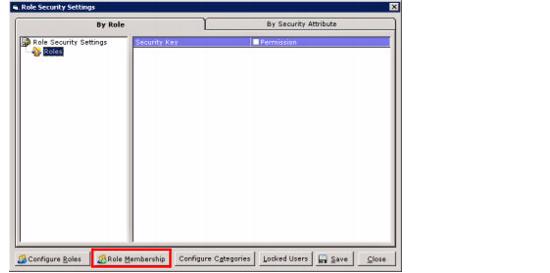 Role Security Settings
By Role
By Security Attribute
Role Security Settings
Security Key
Permission
Roles
Configure Roles
Role Membership
Configure Categories
Locked Users
Save
Close